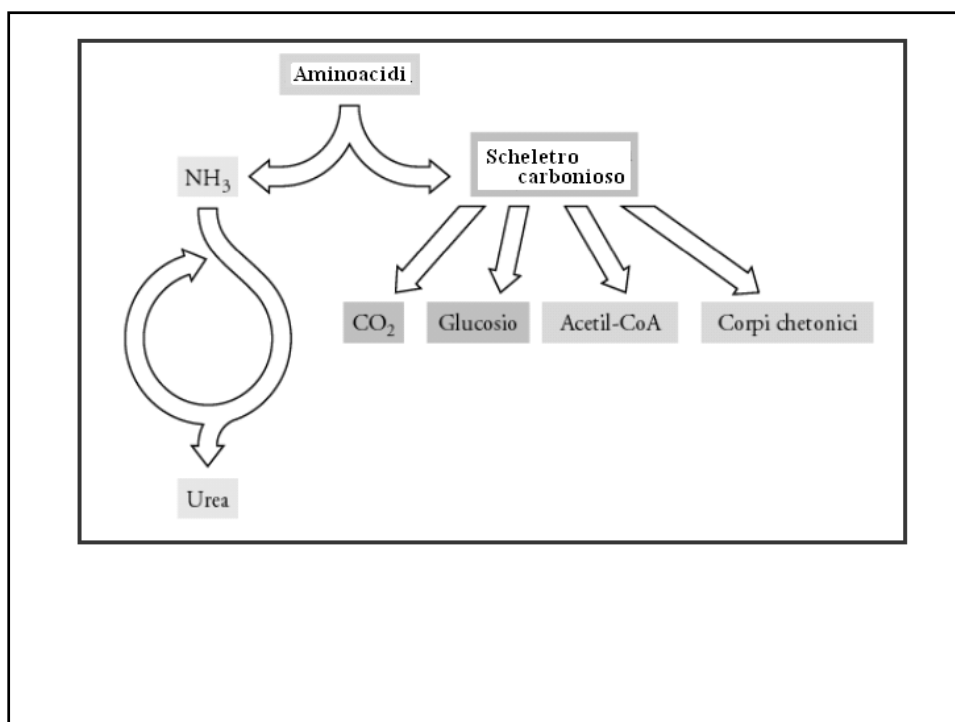 Aminoacidi
Scheletro
carbonioso
NH₃
CO₂
Glucosio
Acetil-CoA
Corpi chetonici
Urea